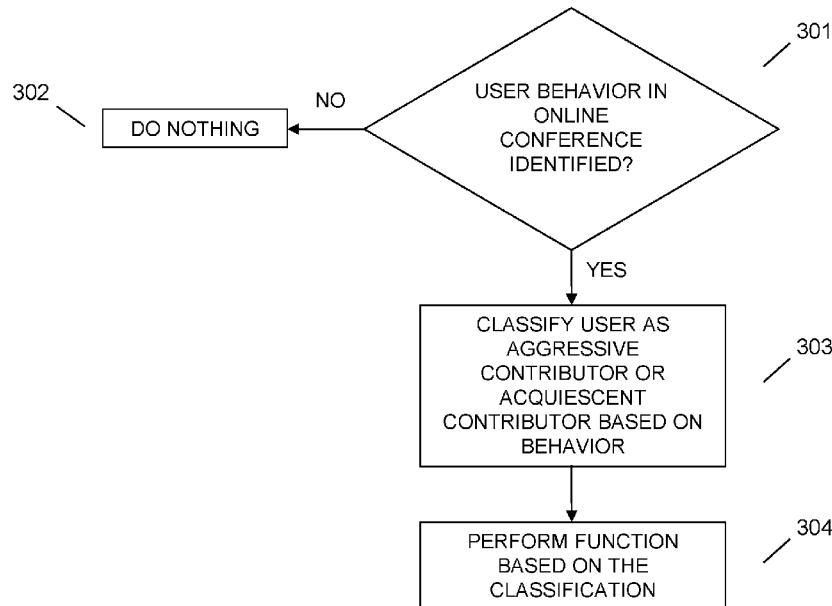 301
USER BEHAVIOR IN
ONLINE
CONFERENCE
IDENTIFIED?
NO
302
DO NOTHING
YES
CLASSIFY USER AS
AGGRESSIVE
CONTRIBUTOR OR
ACQUIESCENT
CONTRIBUTOR BASED ON
BEHAVIOR
303
PERFORM FUNCTION
BASED ON THE
CLASSIFICATION
304